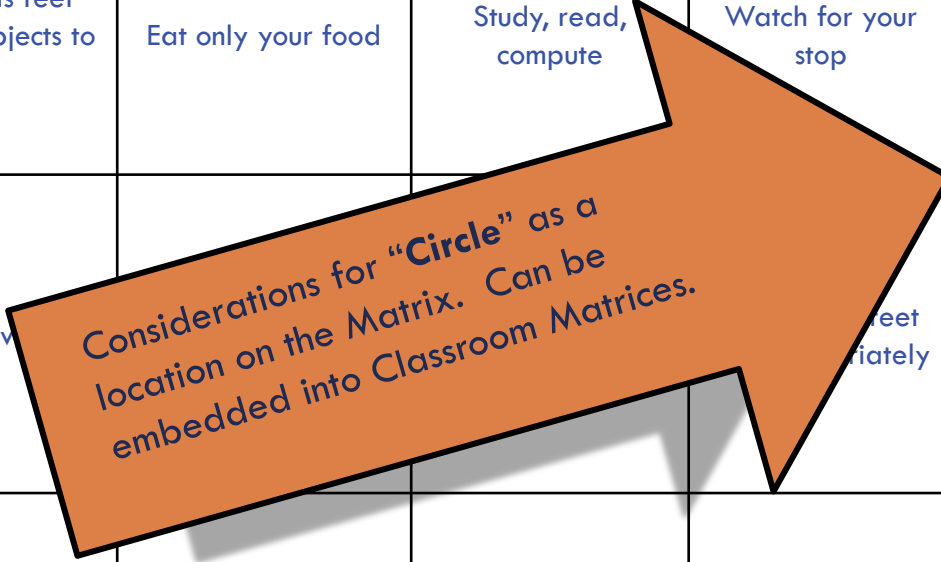 to
Eat only your food
Study, read,
compute
Watch for your
stop
Considerations for “Circle” as a
location on the Matrix. Can be
embedded into Classroom Matrices.